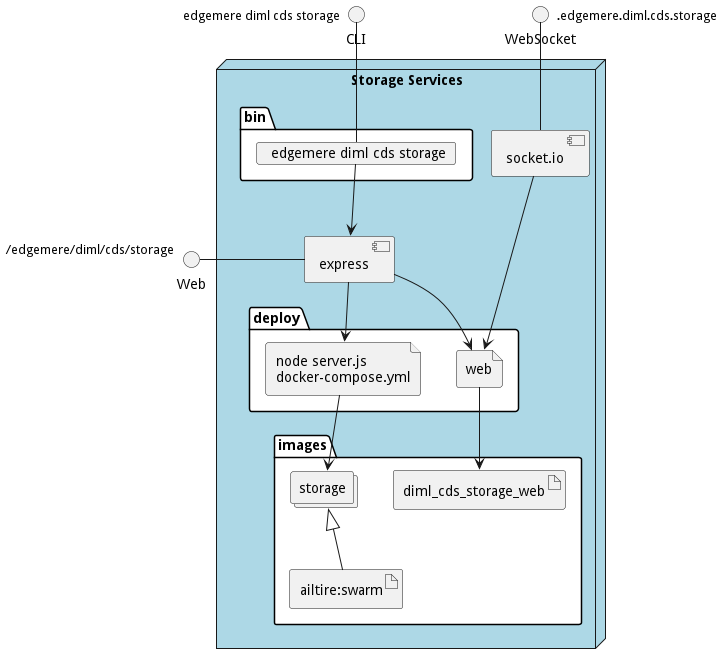 edgemere diml cds storage
.edgemere.diml.cds.storage
CLI
WebSocket
Storage Services
bin
edgemere diml cds storage
socket.io
/edgemere/diml/cds/storage
Web
express
deploy
node server.js
docker-compose.yml
web
images
storage
diml_cds_storage_web
ailtire:swarm